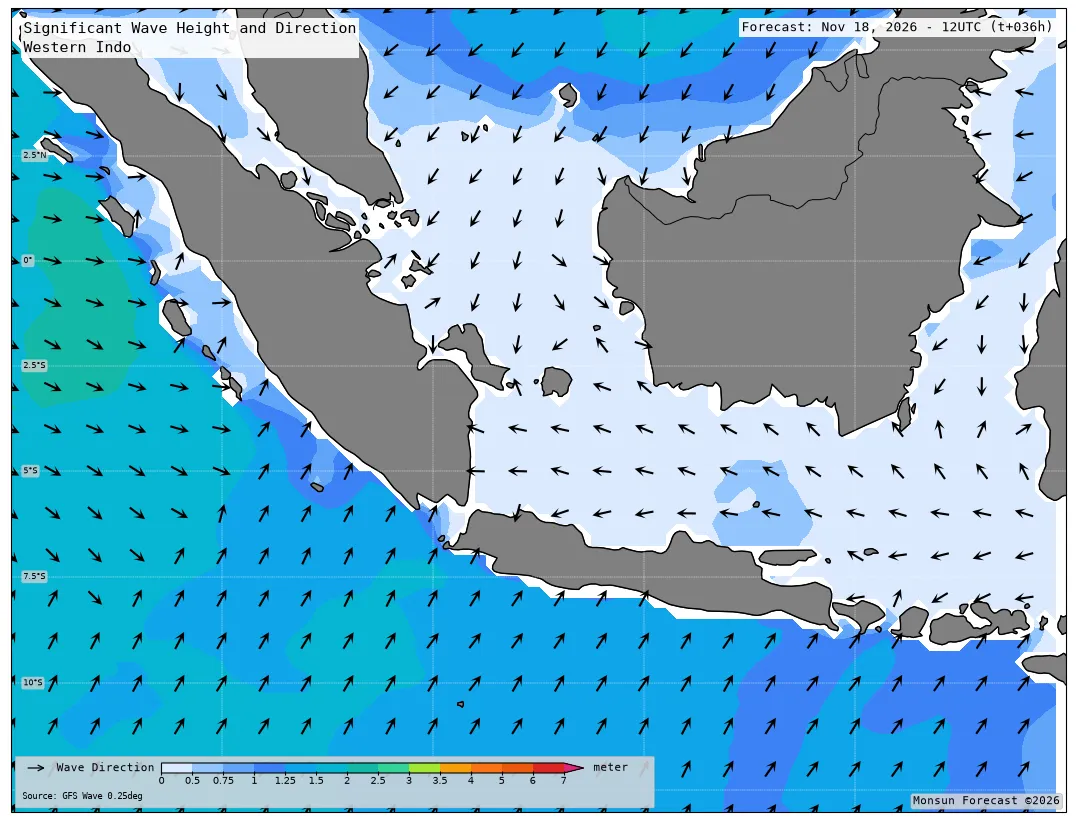 Significant Wave Height and Direction
Western Indo
Forecast: Nov 18, 2026 - 12UTC (t+036h)
2.5°N
0°
2.5°S
5°S
7.5°S
10°S
Wave Direction
0 0.5 0.75 1 1.25 1.5 2 2.5 3 3.5 4 5 6 7
meter
Source: GFS Wave 0.25deg
Monsun Forecast ©2026